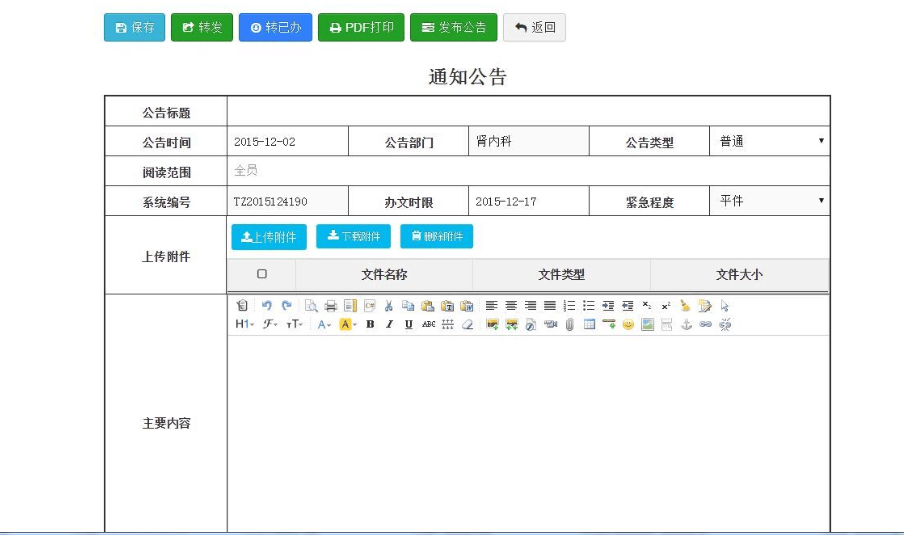 保存 转发 转已办 PDF打印 发布公告 返回
通知公告
公告标题
公告时间 2015-12-02 公告部门 肾内科 公告类型 普通
阅读范围 全员
系统编号 TZ2015124190 办文时限 2015-12-17 紧急程度 平件
上传附件 上传附件 下载附件 删除附件
文件名称 文件类型 文件大小
H1 F тT A A B I U ABC
主要内容